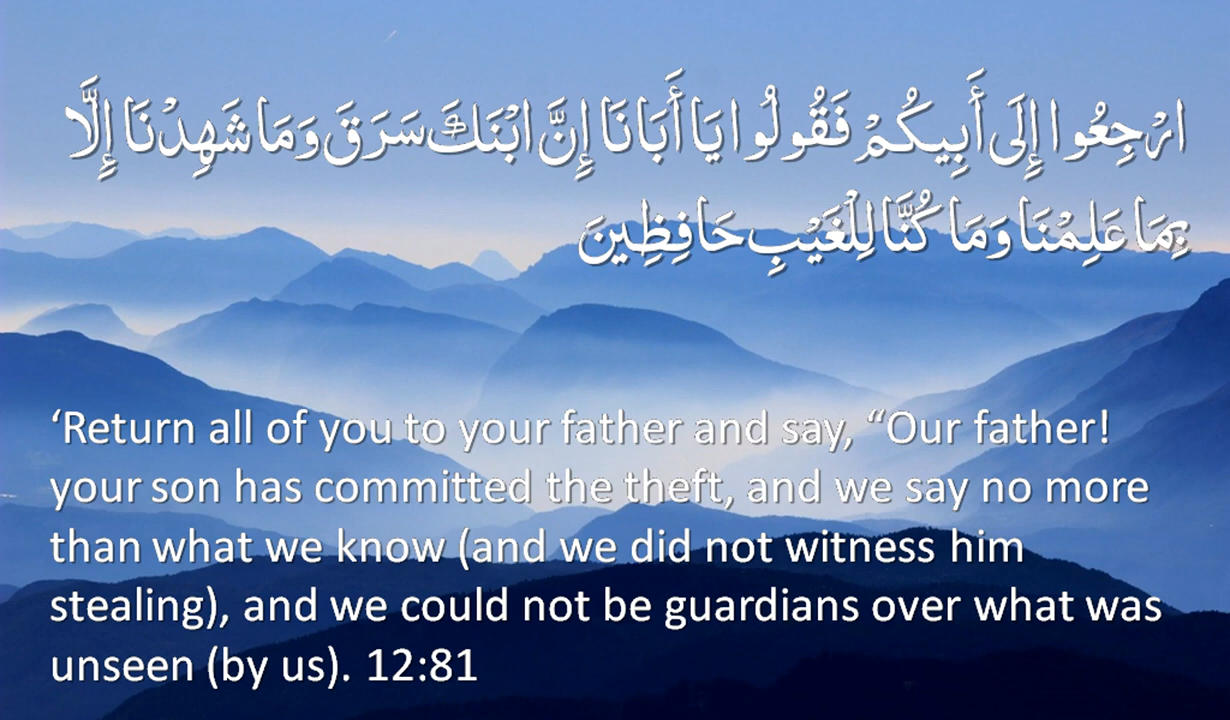 ارْجِعُوا إِلَى أَبِيكُمْ فَقُولُوا يَا أَبَانَا إِنَّ ابْنَكَ سَرَقَ وَمَا شَهِدْنَا إِلَّا
بِمَا عَلِمْنَا وَمَا كُنَّا لِلْغَيْبِ حَافِظِينَ
‘Return all of you to your father and say, “Our father!
your son has committed the theft, and we say no more
than what we know (and we did not witness him
stealing), and we could not be guardians over what was
unseen (by us). 12:81